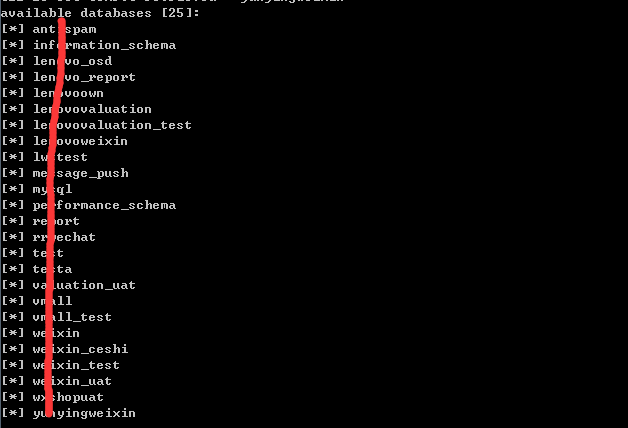 available databases [25]:
[*] antispam
[*] information_schema
[*] lenovo_osd
[*] lenovo_report
[*] lenovoown
[*] lenovovaluation
[*] lenovovaluation_test
[*] lenovoweixin
[*] message_push
[*] mysql
[*] performance_schema
[*] report
[*] rrwechat
[*] test
[*] testa
[*] valuation_uat
[*] vmall
[*] vmall_test
[*] weixin
[*] weixin_ceshi
[*] weixin_test
[*] weixin_uat
[*] wxshopuat
[*] yunyingweixin